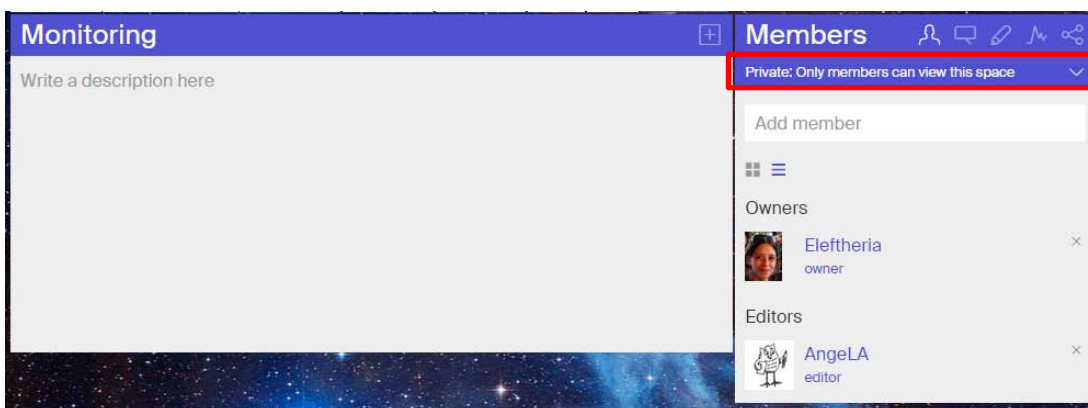 Monitoring
Write a description here
Members
Private: Only members can view this space
Add member
Owners
Eleftheria
owner
Editors
AngeLA
editor